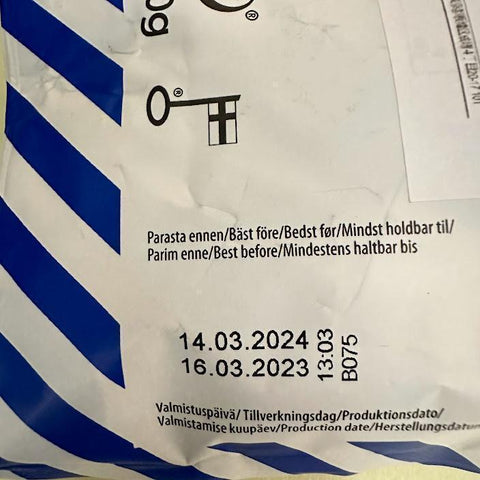 0g
®
®
Parasta ennen/Bäst före/Bedst før/Mindst holdbar til/
Parim enne/Best before/Mindestens haltbar bis
14.03.2024
16.03.2023
13:03
B075
Valmistuspäivä/Tillverkningsdag/Produktionsdato/
Valmistamise kuupäev/Production date/Herstellungsdatum